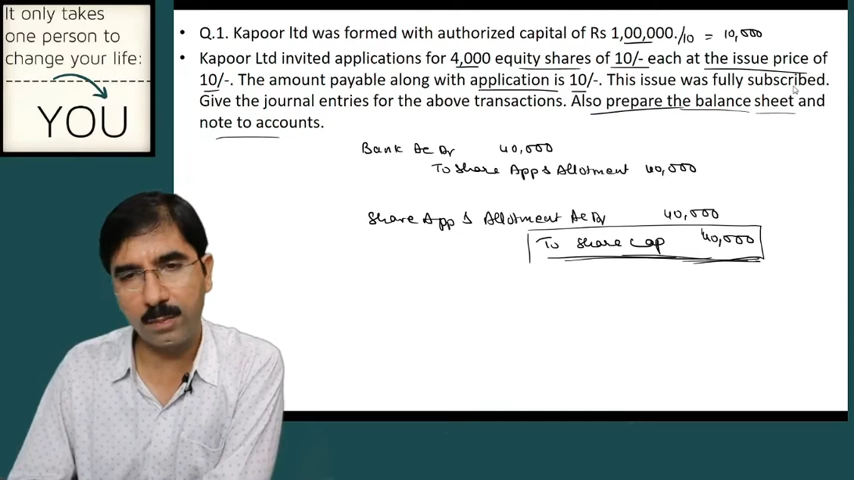 It only takes
one person to
change your life:
YOU
• Q.1. Kapoor ltd was formed with authorized capital of Rs 1,00,000./10 = 10,000
• Kapoor Ltd invited applications for 4,000 equity shares of 10/- each at the issue price of
10/-. The amount payable along with application is 10/-. This issue was fully subscribed.
Give the journal entries for the above transactions. Also prepare the balance sheet and
note to accounts.
Bank Ac Dr 40,000
To Share App & Allotment 40,000
Share App & Allotment Ac Dr 40,000
To Share Cap 40,000